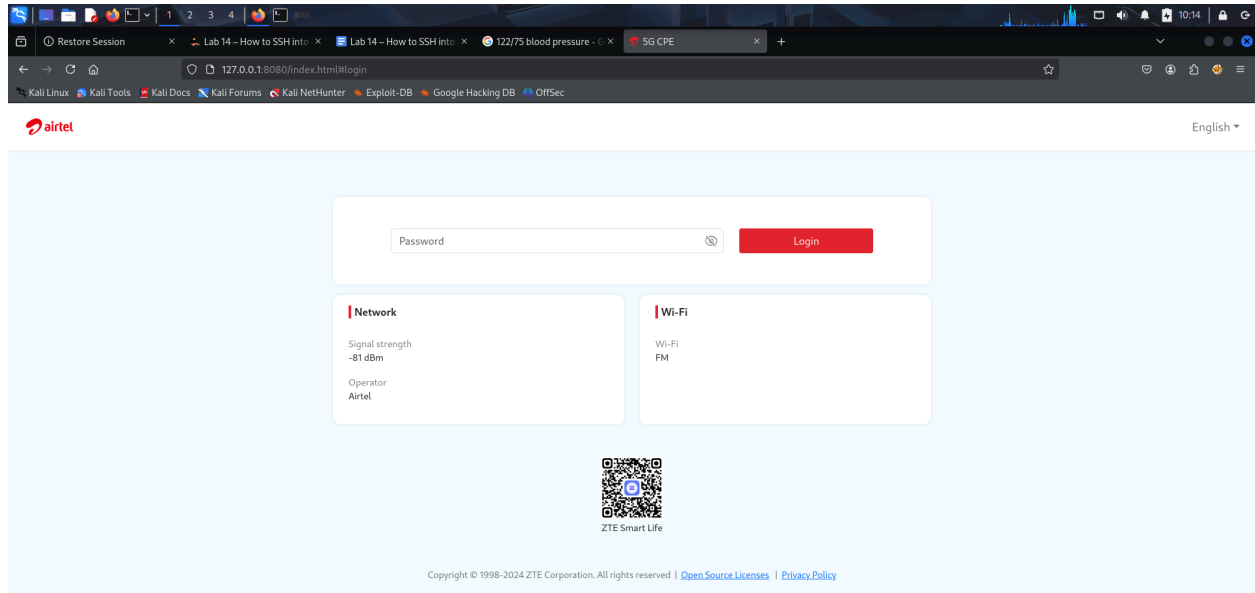 1 2 3 4 10:14
Restore Session Lab 14 – How to SSH into Lab 14 – How to SSH into 122/75 blood pressure - G 5G CPE
127.0.0.1:8080/index.html#login
Kali Linux Kali Tools Kali Docs Kali Forums Kali NetHunter Exploit-DB Google Hacking DB OffSec
airtel English
Password Login
Network Wi-Fi
Signal strength Wi-Fi
-81 dBm FM
Operator
Airtel
ZTE Smart Life
Copyright © 1998-2024 ZTE Corporation. All rights reserved | Open Source Licenses | Privacy Policy